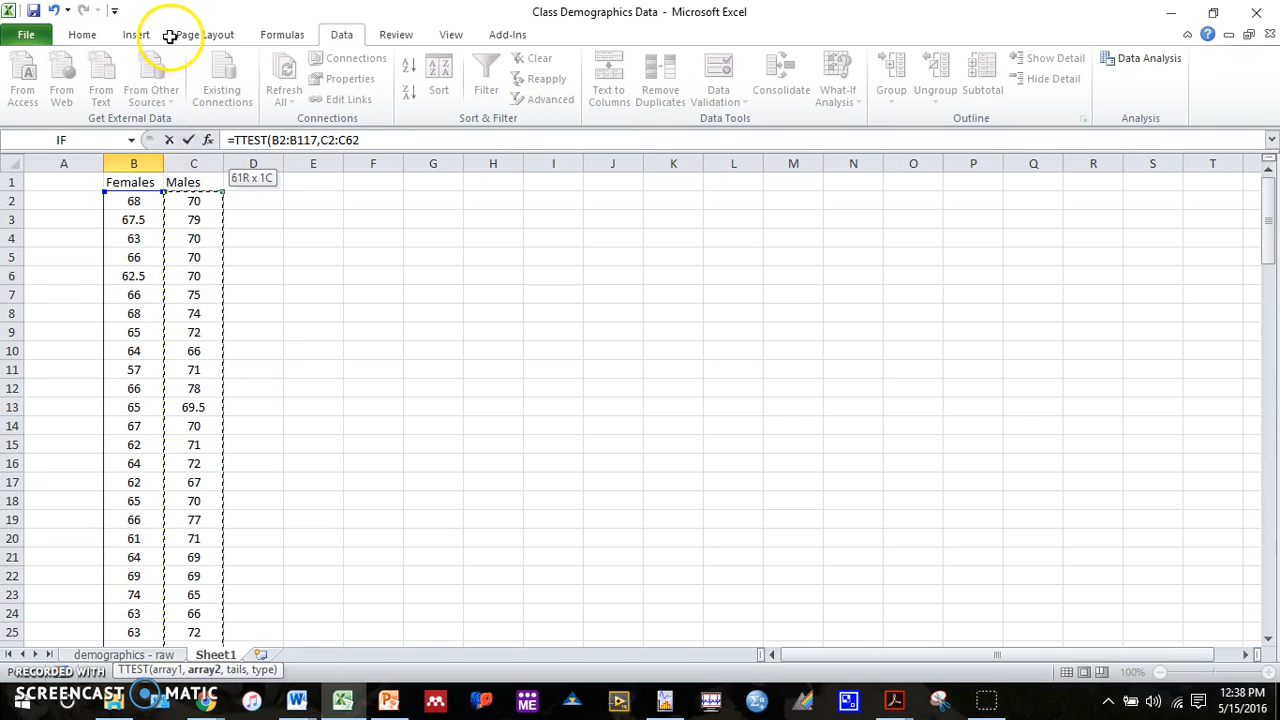 Class Demographics Data - Microsoft Excel
File Home Insert Page Layout Formulas Data Review View Add-Ins
From Access From Web From Text From Other Sources Existing Connections Refresh All Connections Properties Edit Links Sort Filter Clear Reapply Advanced Text to Columns Remove Duplicates Data Validation Consolidate What-If Analysis Group Ungroup Subtotal Show Detail Hide Detail Data Analysis
Get External Data Connections Sort & Filter Data Tools Outline Analysis
IF =TTEST(B2:B117,C2:C62
A B C D E F G H I J K L M N O P Q R S T
1 Females Males 61R x 1C
2 68 70
3 67.5 79
4 63 70
5 66 70
6 62.5 70
7 66 75
8 68 74
9 65 72
10 64 66
11 57 71
12 66 78
13 65 69.5
14 67 70
15 62 71
16 64 72
17 62 67
18 65 70
19 66 77
20 61 71
21 64 69
22 69 69
23 74 65
24 63 66
25 63 72
demographics - raw Sheet1
TTEST(array1, array2, tails, type) 100%
RECORDED WITH
SCREENCAST MATIC
12:38 PM
5/15/2016